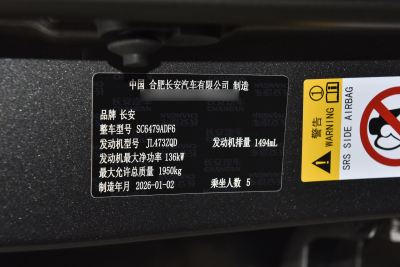 中国 合肥长安汽车有限公司 制造
品牌 长安
整车型号 SC6479ADF6
发动机型号 JL473ZQD 发动机排量 1494mL
发动机最大净功率 136kW
最大允许总质量 1950kg
制造年月 2026-01-02 乘坐人数 5
警告
WARNING
SRS SIDE AIRBAG